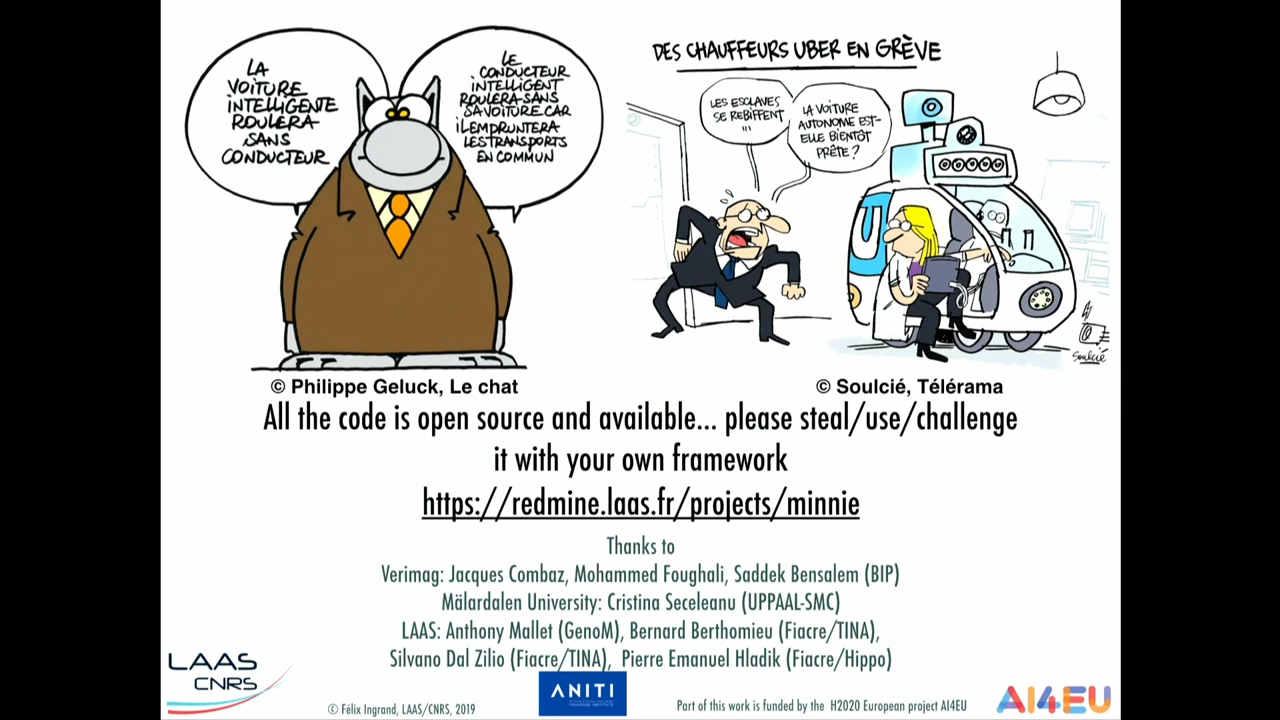 LA
VOITURE
INTELLIGENTE
ROULERA
SANS
CONDUCTEUR
LE
CONDUCTEUR
INTELLIGENT
ROULERA SANS
SA VOITURE CAR
IL EMPRUNTERA
LES TRANSPORTS
EN COMMUN
DES CHAUFFEURS UBER EN GRÈVE
LES ESCLAVES
SE REBIFFENT
...
LA VOITURE
AUTONOME EST-
ELLE BIENTÔT
PRÊTE ?
U
Soulcié
© Philippe Geluck, Le chat
© Soulcié, Télérama
All the code is open source and available... please steal/use/challenge
it with your own framework
https://redmine.laas.fr/projects/minnie
Thanks to
Verimag: Jacques Combaz, Mohammed Foughali, Saddek Bensalem (BIP)
Mälardalen University: Cristina Seceleanu (UPPAAL-SMC)
LAAS: Anthony Mallet (GenoM), Bernard Berthomieu (Fiacre/TINA),
Silvano Dal Zilio (Fiacre/TINA), Pierre Emanuel Hladik (Fiacre/Hippo)
LAAS
CNRS
© Félix Ingrand, LAAS/CNRS, 2019
ANITI
Part of this work is funded by the H2020 European project AI4EU
AI4EU